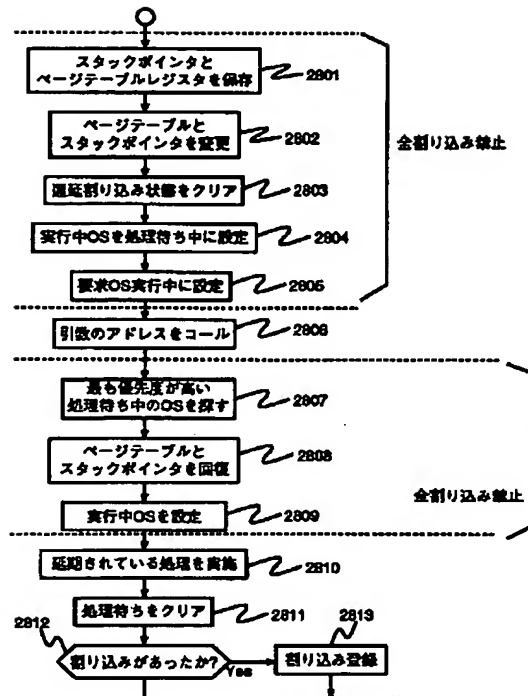 スタックポインタと
ページテーブルレジスタを保存
2801
ページテーブルと
スタックポインタを変更
2802
全割り込み禁止
遅延割り込み状態をクリア
2803
実行中OSを処理待ち中に設定
2804
要求OS実行中に設定
2805
引数のアドレスをコール
2806
最も優先度が高い
処理待ち中のOSを探す
2807
ページテーブルと
スタックポインタを回復
2808
全割り込み禁止
実行中OSを設定
2809
延期されている処理を実施
2810
処理待ちをクリア
2811
2812
割り込みがあったか?
Yes
2813
割り込み登録